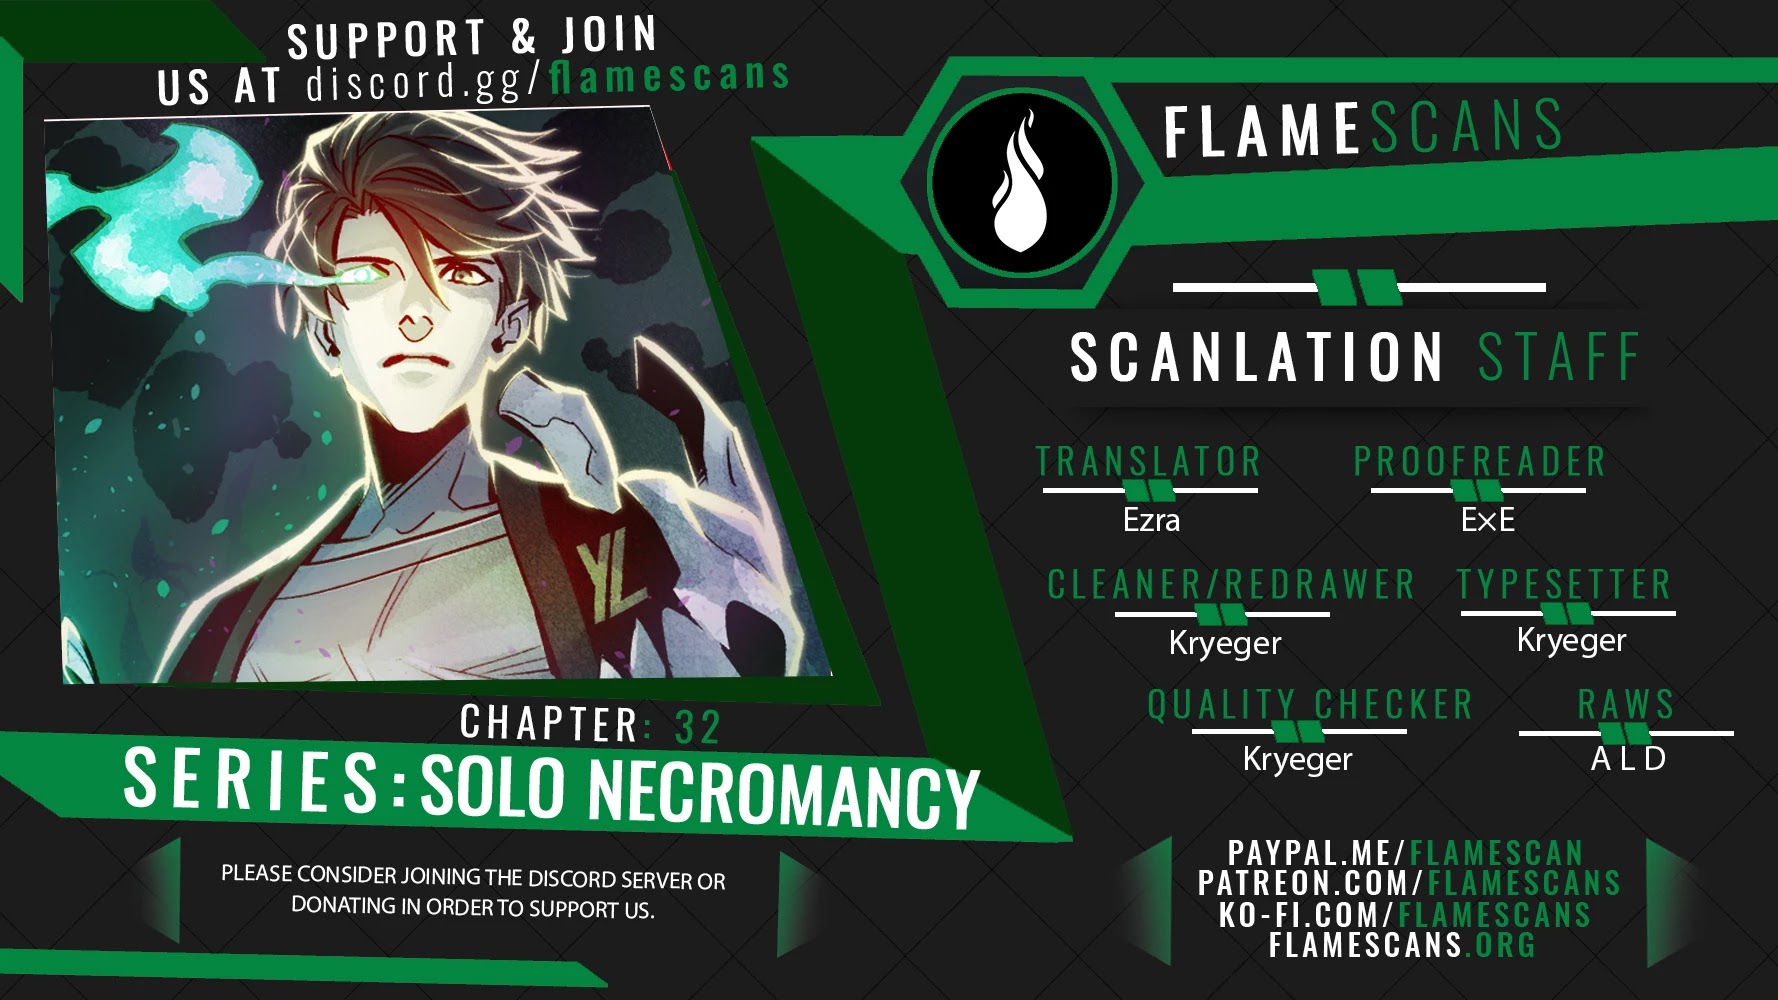 SUPPORT & JOIN
US AT discord.gg/flamescans
YL
CHAPTER: 32
SERIES: SOLO NECROMANCY
PLEASE CONSIDER JOINING THE DISCORD SERVER OR
DONATING IN ORDER TO SUPPORT US.
FLAMESCANS
SCANLATION STAFF
TRANSLATOR PROOFREADER
Ezra E×E
CLEANER/REDRAWER TYPESETTER
Kryeger Kryeger
QUALITY CHECKER RAWS
Kryeger A L D
PAYPAL.ME/FLAMESCAN
PATREON.COM/FLAMESCANS
KO-FI.COM/FLAMESCANS
FLAMESCANS.ORG